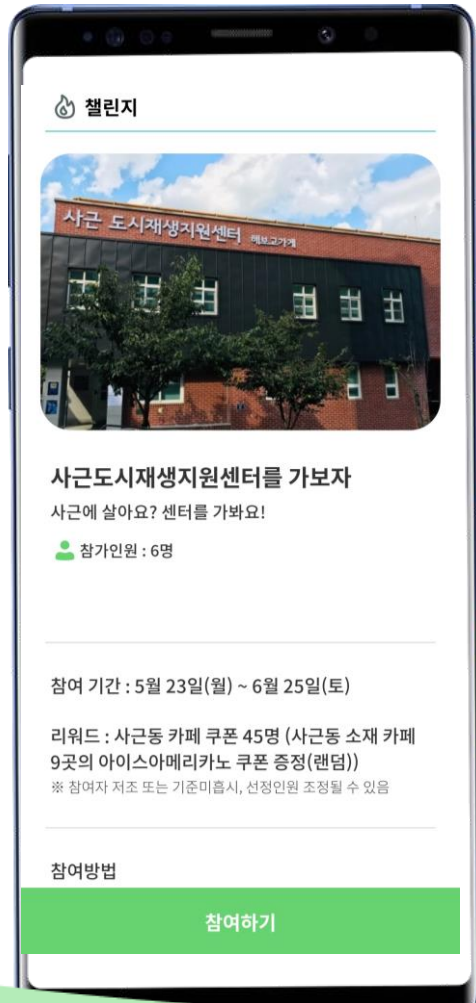 챌린지
사근 도시재생지원센터 해보고가게
사근도시재생지원센터를 가보자
사근에 살아요? 센터를 가봐요!
참가인원 : 6명
참여 기간 : 5월 23일(월) ~ 6월 25일(토)
리워드 : 사근동 카페 쿠폰 45명 (사근동 소재 카페
9곳의 아이스아메리카노 쿠폰 증정(랜덤))
※ 참여자 저조 또는 기준미흡시, 선정인원 조정될 수 있음
참여방법
참여하기